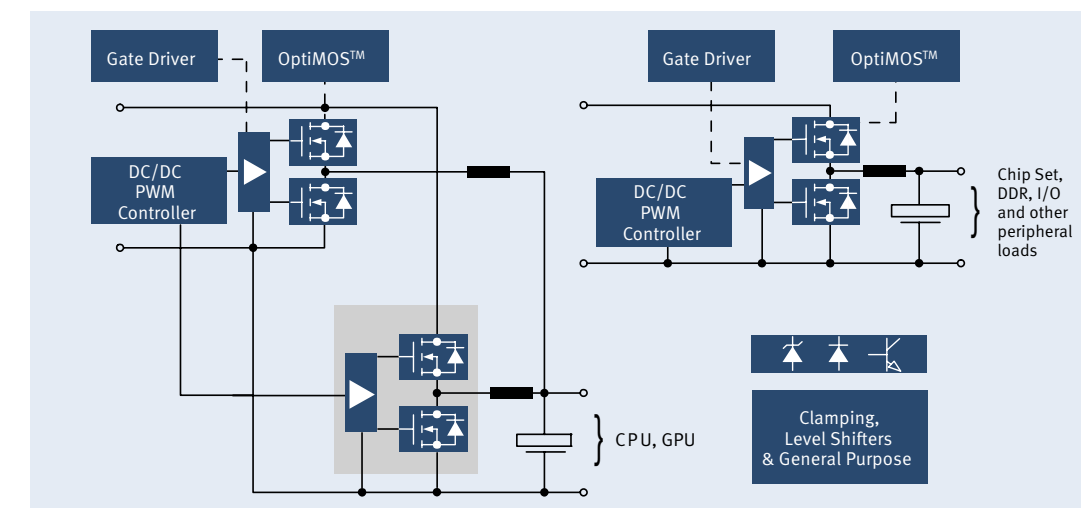 Gate Driver
OptiMOS™
DC/DC
PWM
Controller
CPU, GPU
Gate Driver
OptiMOS™
DC/DC
PWM
Controller
Chip Set,
DDR, I/O
and other
peripheral
loads
Clamping,
Level Shifters
& General Purpose